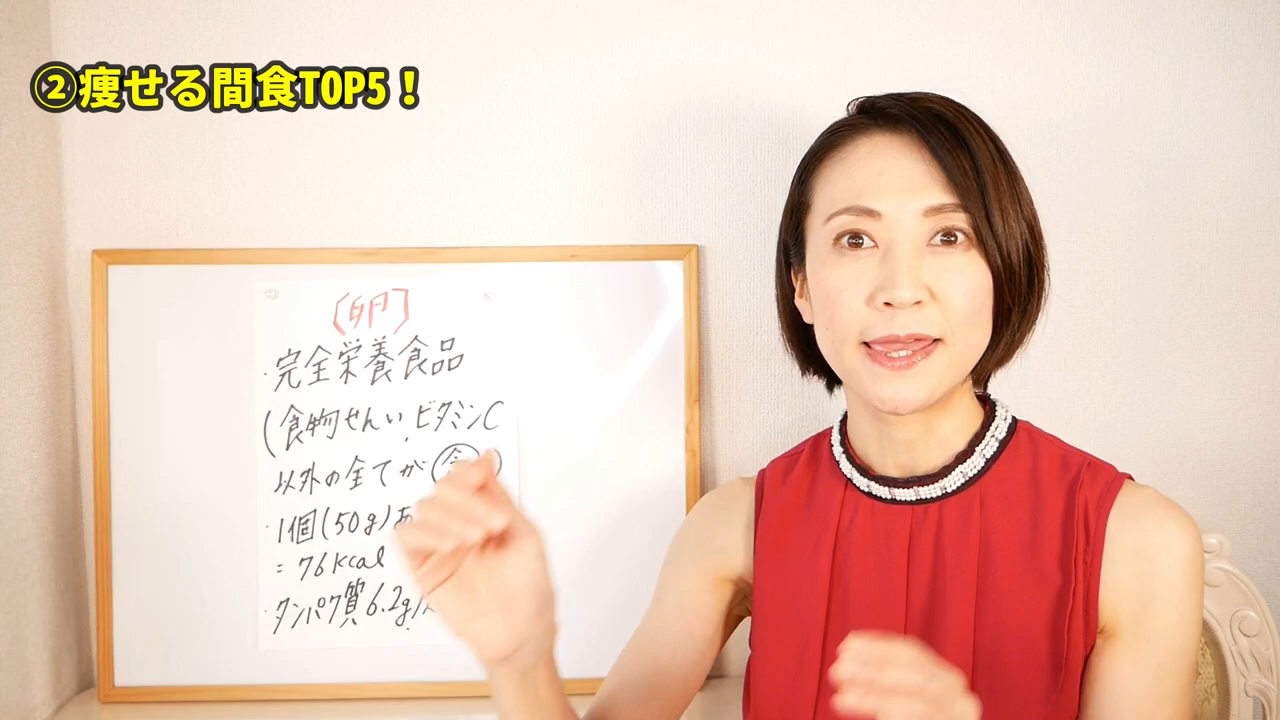 ②痩せる間食TOP5！
〔卵〕
・完全栄養食品
(食物せんい、ビタミンC
以外の全てが含)
・1個(50g)あ
= 76kcal
・タンパク質6.2g/